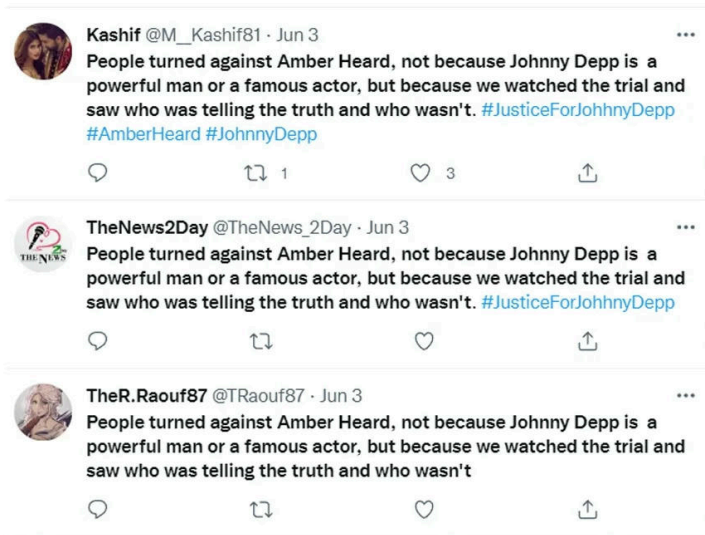 Kashif @M__Kashif81 · Jun 3
People turned against Amber Heard, not because Johnny Depp is  a
powerful man or a famous actor, but because we watched the trial and
saw who was telling the truth and who wasn't. #JusticeForJohhnyDepp
#AmberHeard #JohnnyDepp
1 3
THE NEWS
TheNews2Day @TheNews_2Day · Jun 3
People turned against Amber Heard, not because Johnny Depp is  a
powerful man or a famous actor, but because we watched the trial and
saw who was telling the truth and who wasn't. #JusticeForJohhnyDepp
TheR.Raouf87 @TRaouf87 · Jun 3
People turned against Amber Heard, not because Johnny Depp is  a
powerful man or a famous actor, but because we watched the trial and
saw who was telling the truth and who wasn't